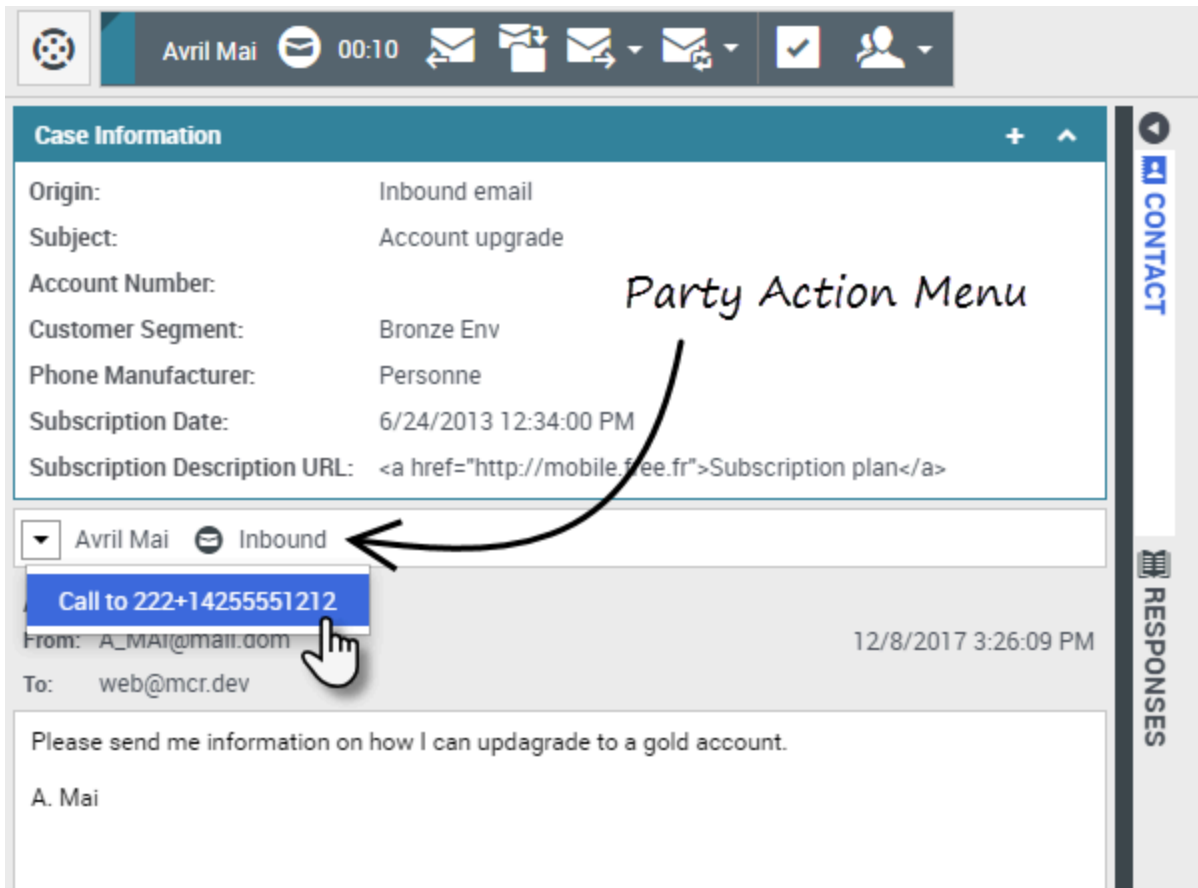 Avril Mai 00:10
Case Information
Origin: Inbound email
Subject: Account upgrade
Account Number:
Customer Segment: Bronze Env
Phone Manufacturer: Personne
Subscription Date: 6/24/2013 12:34:00 PM
Subscription Description URL: <a href="http://mobile.free.fr">Subscription plan</a>
Party Action Menu
Avril Mai Inbound
Call to 222+14255551212
From: A_MAI@mail.dom 12/8/2017 3:26:09 PM
To: web@mcr.dev
Please send me information on how I can updagrade to a gold account.
A. Mai
CONTACT
RESPONSES